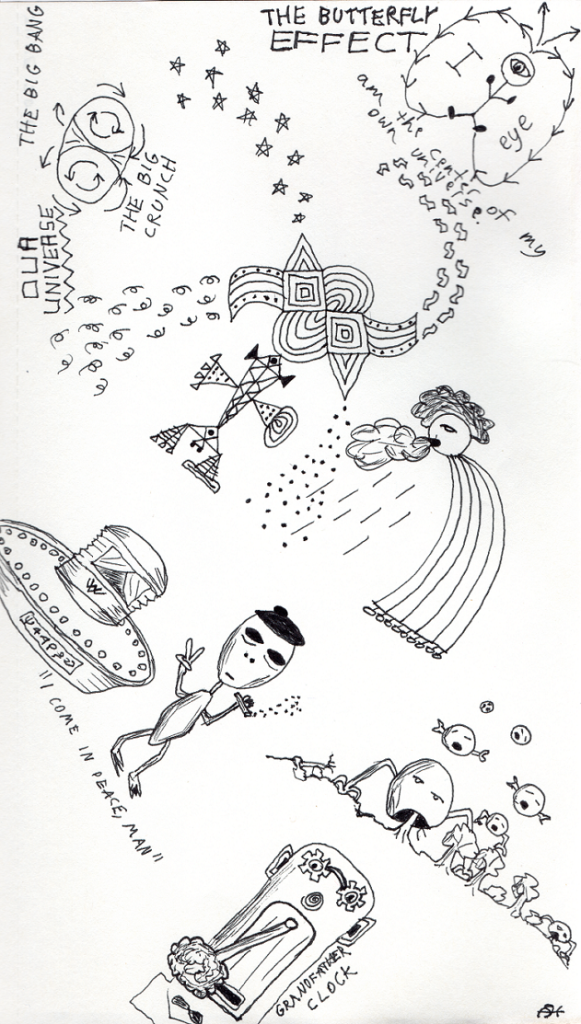 THE BUTTERFLY
EFFECT
THE BIG BANG
THE BIG
CRUNCH
OUR
UNIVERSE
I
eye
am the center of my
own universe.
"I COME IN PEACE, MAN"
GRANDFATHER
CLOCK